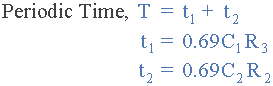 Periodic Time, T = t₁ + t₂
t₁ = 0.69C₁R₃
t₂ = 0.69C₂R₂